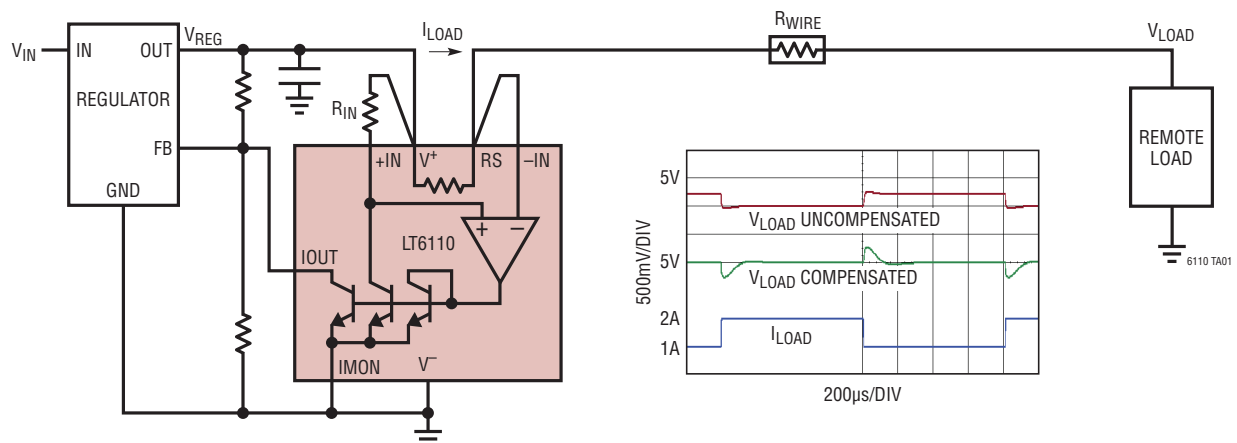 VIN
IN
OUT
REGULATOR
FB
GND
VREG
ILOAD
RIN
+IN
V+
RS
–IN
+
–
LT6110
IOUT
IMON
V–
RWIRE
VLOAD
REMOTE
LOAD
6110 TA01
500mV/DIV
5V
VLOAD UNCOMPENSATED
5V
VLOAD COMPENSATED
2A
ILOAD
1A
200µs/DIV